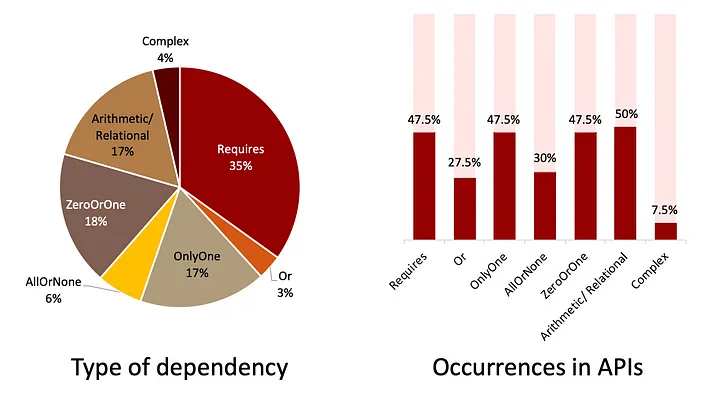 Complex
4%
Arithmetic/
Relational
17%
Requires
35%
ZeroOrOne
18%
OnlyOne
17%
AllOrNone
6%
Or
3%
Type of dependency
47.5%
27.5%
47.5%
30%
47.5%
50%
7.5%
Requires
Or
OnlyOne
AllOrNone
ZeroOrOne
Arithmetic/ Relational
Complex
Occurrences in APIs